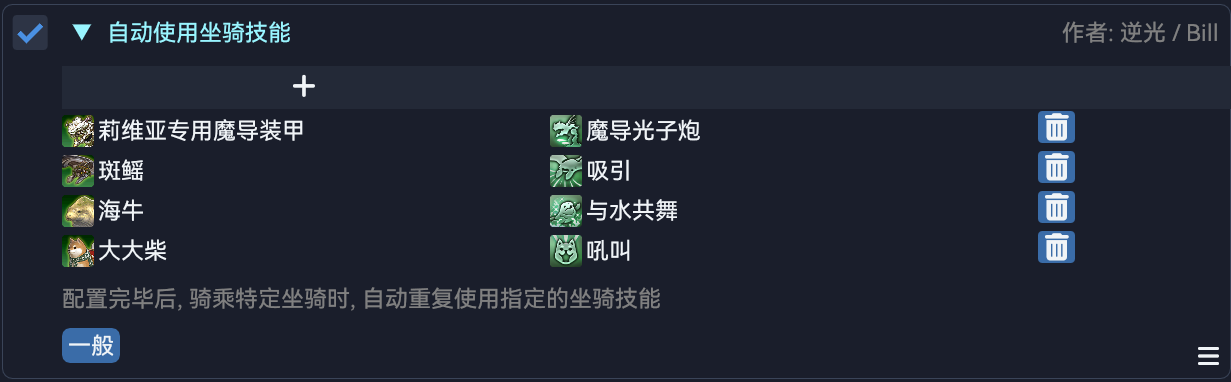 自动使用坐骑技能 作者: 逆光 / Bill
莉维亚专用魔导装甲 魔导光子炮
斑鳐 吸引
海牛 与水共舞
大大柴 吼叫
配置完毕后, 骑乘特定坐骑时, 自动重复使用指定的坐骑技能
一般